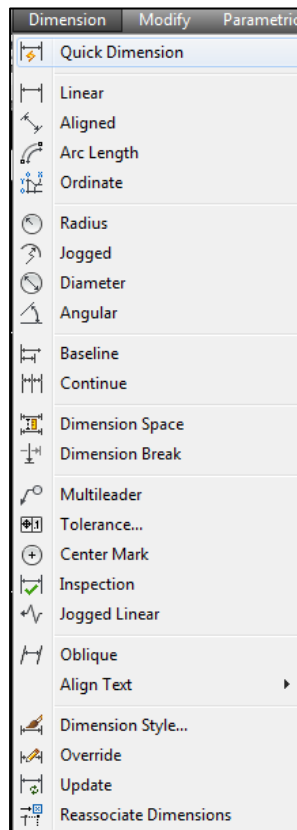 Dimension Modify Parametric
Quick Dimension
Linear
Aligned
Arc Length
Ordinate
Radius
Jogged
Diameter
Angular
Baseline
Continue
Dimension Space
Dimension Break
Multileader
Tolerance...
Center Mark
Inspection
Jogged Linear
Oblique
Align Text
Dimension Style...
Override
Update
Reassociate Dimensions